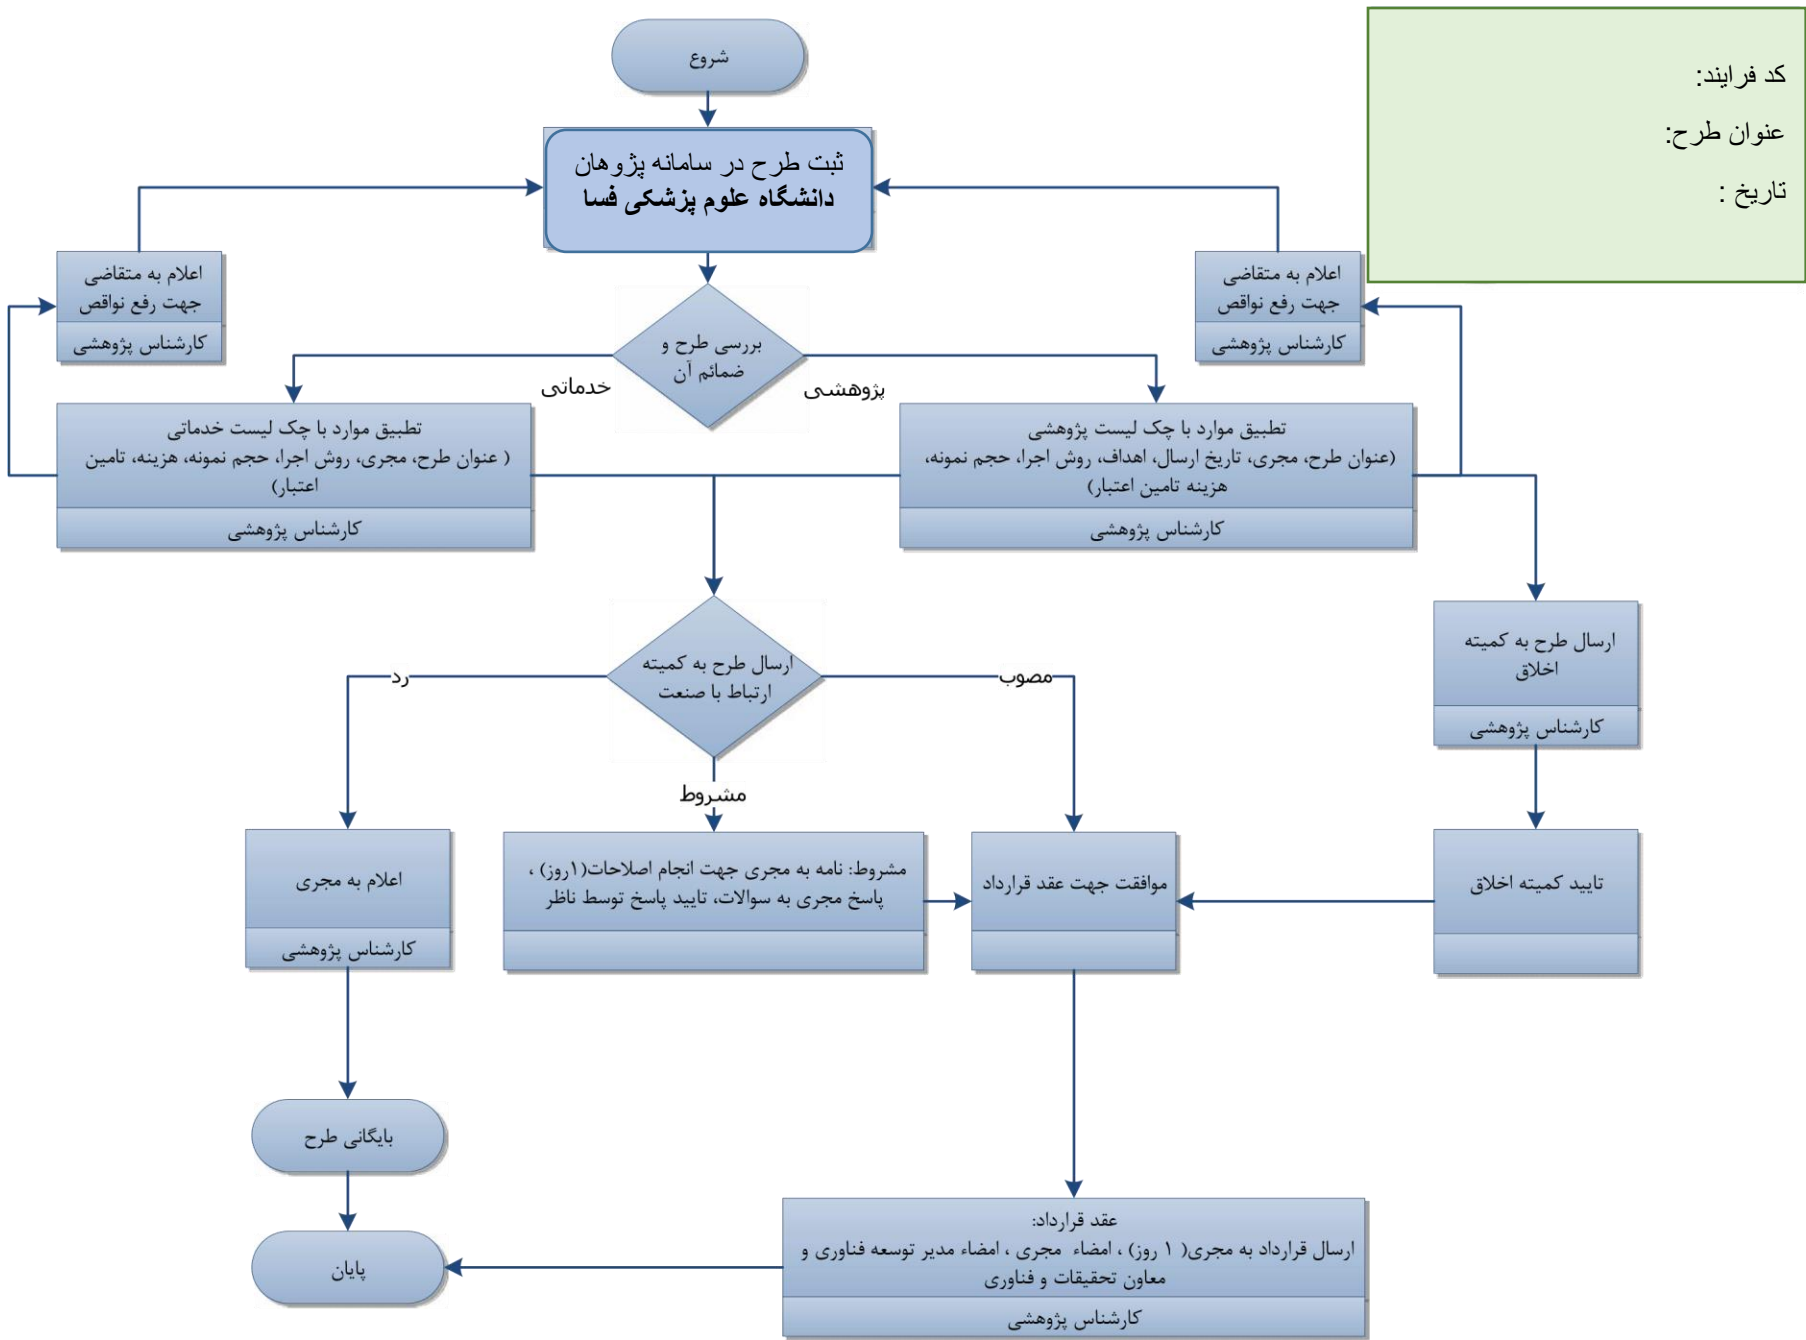 شروع
کد فرایند:
عنوان طرح:
تاریخ :
ثبت طرح در سامانه پژوهان
دانشگاه علوم پزشکی فسا
اعلام به متقاضی
جهت رفع نواقص
کارشناس پژوهشی
اعلام به متقاضی
جهت رفع نواقص
کارشناس پژوهشی
بررسی طرح و
ضمائم آن
پژوهشی
خدماتی
تطبیق موارد با چک لیست پژوهشی
(عنوان طرح، مجری، تاریخ ارسال، اهداف، روش اجرا، حجم نمونه،
هزینه تامین اعتبار)
کارشناس پژوهشی
تطبیق موارد با چک لیست خدماتی
( عنوان طرح، مجری، روش اجرا، حجم نمونه، هزینه، تامین
اعتبار)
کارشناس پژوهشی
ارسال طرح به کمیته
اخلاق
کارشناس پژوهشی
ارسال طرح به کمیته
ارتباط با صنعت
مصوب
رد
مشروط
تایید کمیته اخلاق
موافقت جهت عقد قرارداد
مشروط: نامه به مجری جهت انجام اصلاحات(۱روز) ،
پاسخ مجری به سوالات، تایید پاسخ توسط ناظر
اعلام به مجری
کارشناس پژوهشی
بایگانی طرح
عقد قرارداد:
ارسال قرارداد به مجری( ۱ روز) ، امضاء مجری ، امضاء مدیر توسعه فناوری و
معاون تحقیقات و فناوری
کارشناس پژوهشی
پایان